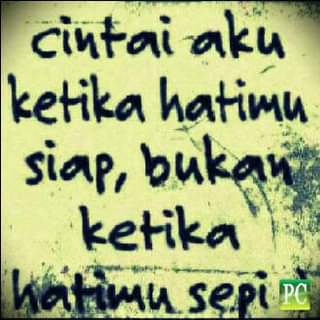 cintai aku
ketika hatimu
siap, bukan
ketika
hatimu sepi !
PC